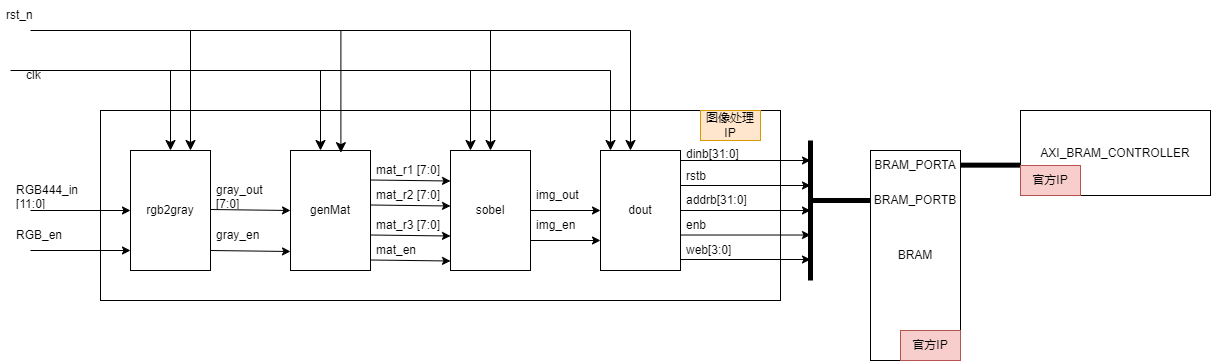 rst_n
clk
图像处理
IP
RGB444_in
[11:0]
RGB_en
rgb2gray
gray_out
[7:0]
gray_en
genMat
mat_r1 [7:0]
mat_r2 [7:0]
mat_r3 [7:0]
mat_en
sobel
img_out
img_en
dout
dinb[31:0]
rstb
addrb[31:0]
enb
web[3:0]
BRAM_PORTA
BRAM_PORTB
BRAM
官方IP
AXI_BRAM_CONTROLLER
官方IP